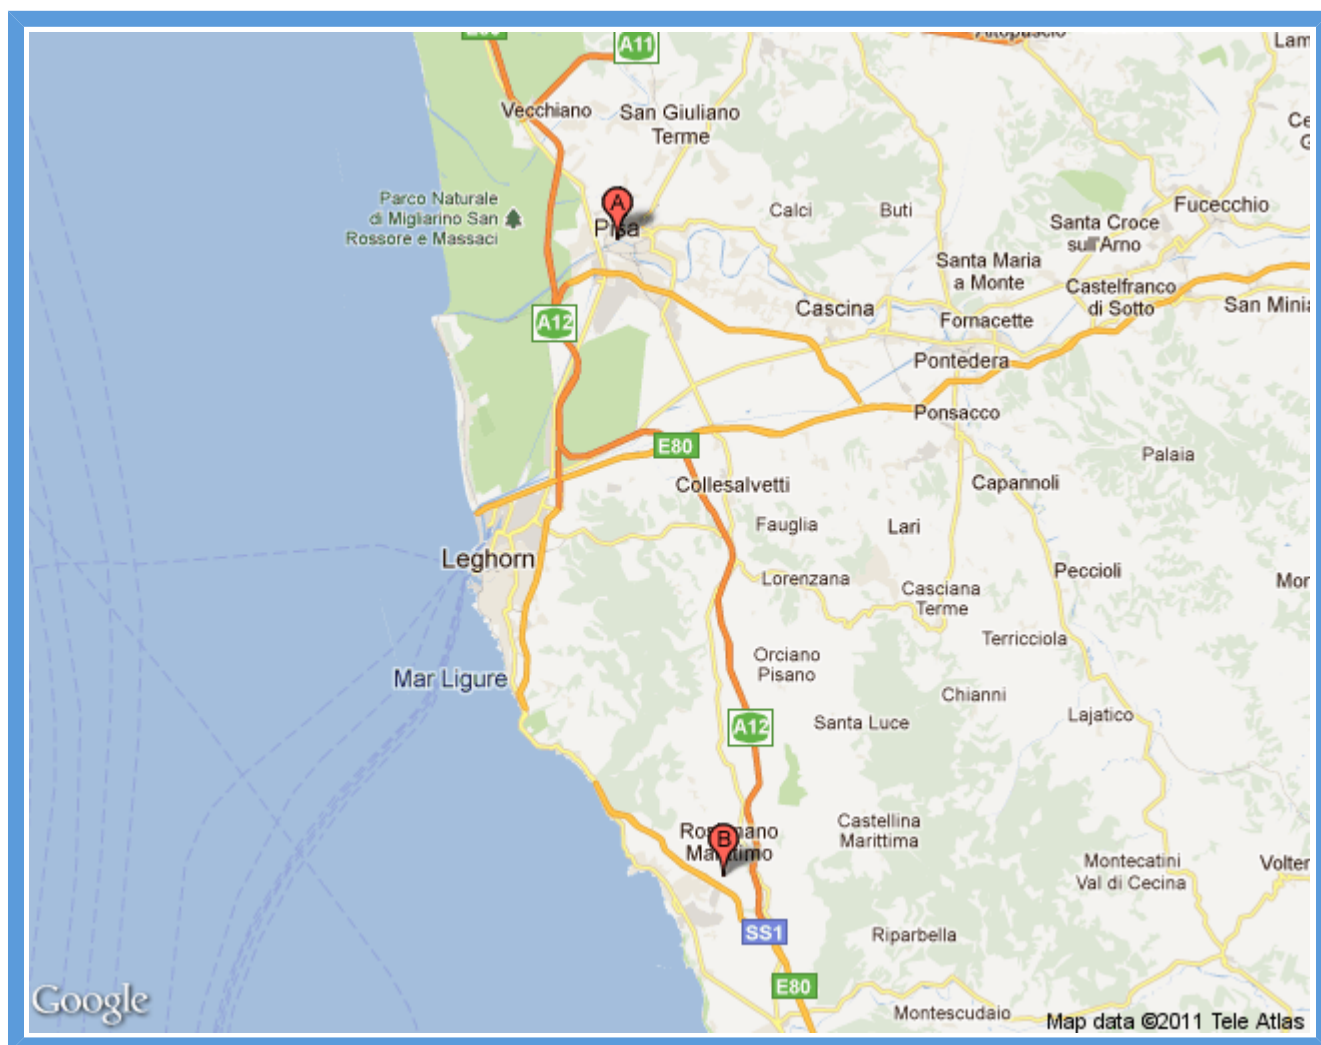 A11
Vecchiano
San Giuliano
Terme
Parco Naturale
di Migliarino San
Rossore e Massaci
A
Pisa
Calci
Buti
Fucecchio
Santa Croce
sull'Arno
Santa Maria
a Monte
Castelfranco
di Sotto
San Minia
Cascina
Fornacette
A12
Pontedera
Ponsacco
E80
Palaia
Collesalvetti
Capannoli
Fauglia
Lari
Leghorn
Lorenzana
Casciana
Terme
Peccioli
Mor
Terricciola
Orciano
Pisano
Mar Ligure
Chianni
Lajatico
A12
Santa Luce
Castellina
Marittima
B
Montecatini
Val di Cecina
Volter
SS1
Riparbella
E80
Google
Montescudaio
Map data ©2011 Tele Atlas